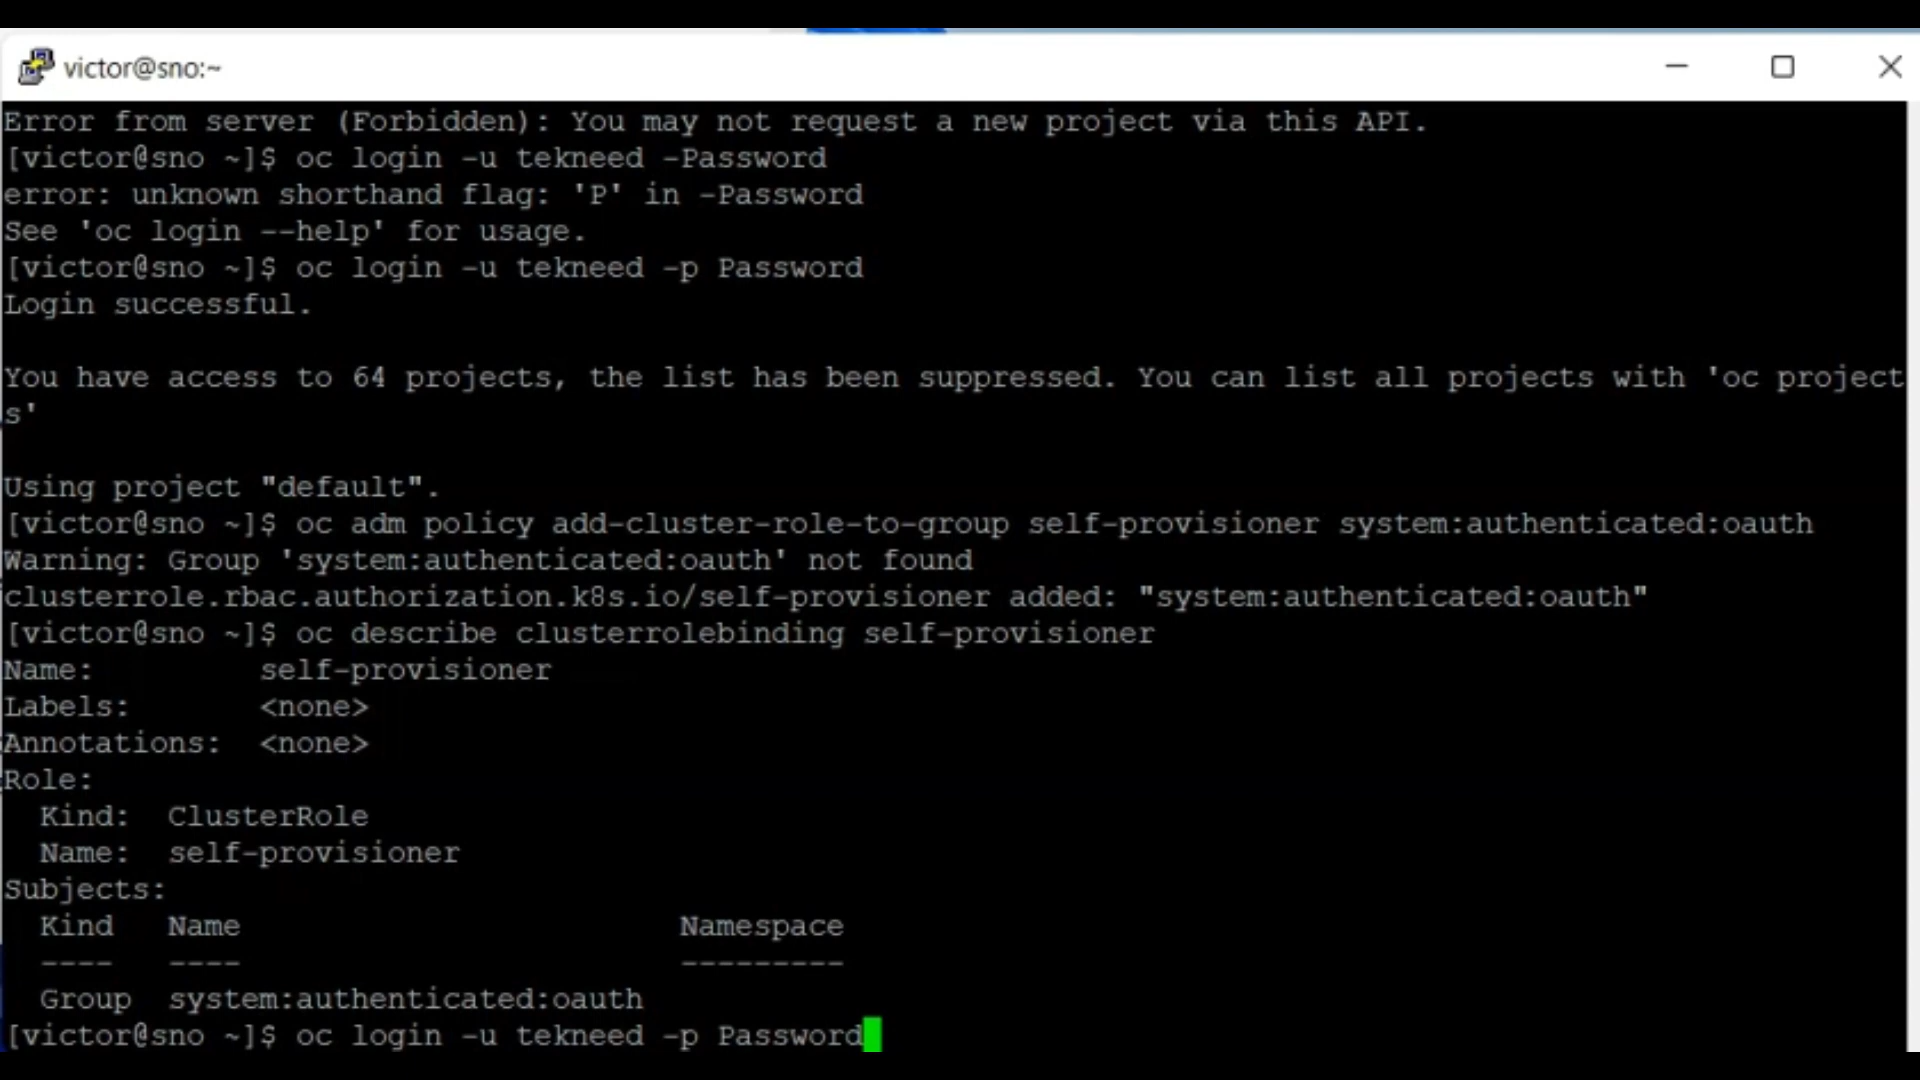 victor@sno:~
Error from server (Forbidden): You may not request a new project via this API.
[victor@sno ~]$ oc login -u tekneed -Password
error: unknown shorthand flag: 'P' in -Password
See 'oc login --help' for usage.
[victor@sno ~]$ oc login -u tekneed -p Password
Login successful.
You have access to 64 projects, the list has been suppressed. You can list all projects with 'oc project
s'
Using project "default".
[victor@sno ~]$ oc adm policy add-cluster-role-to-group self-provisioner system:authenticated:oauth
Warning: Group 'system:authenticated:oauth' not found
clusterrole.rbac.authorization.k8s.io/self-provisioner added: "system:authenticated:oauth"
[victor@sno ~]$ oc describe clusterrolebinding self-provisioner
Name:         self-provisioner
Labels:       <none>
Annotations:  <none>
Role:
  Kind:  ClusterRole
  Name:  self-provisioner
Subjects:
  Kind   Name                        Namespace
  ----   ----                        ---------
  Group  system:authenticated:oauth
[victor@sno ~]$ oc login -u tekneed -p Password